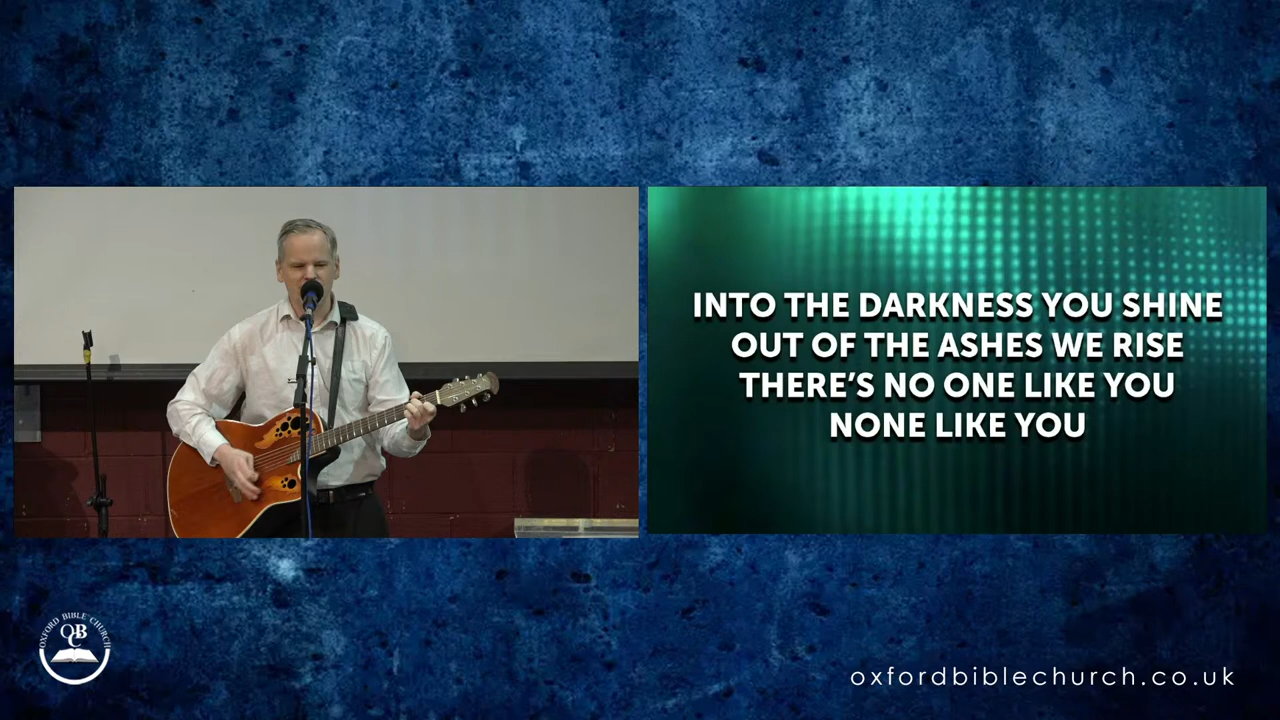 INTO THE DARKNESS YOU SHINE
OUT OF THE ASHES WE RISE
THERE'S NO ONE LIKE YOU
NONE LIKE YOU
OXFORD BIBLE CHURCH
OBC
oxfordbiblechurch.co.uk